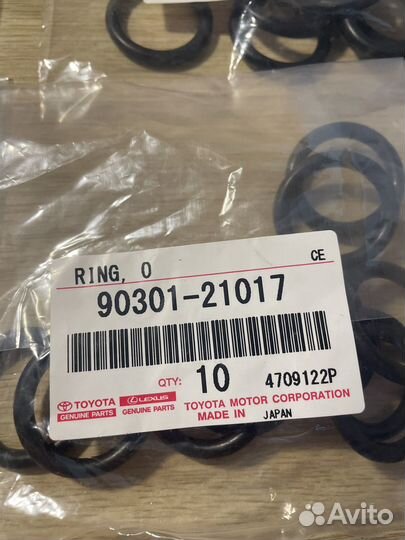 RING, O
CE
90301-21017
QTY: 10 4709122P
TOYOTA LEXUS TOYOTA MOTOR CORPORATION
GENUINE PARTS GENUINE PARTS MADE IN JAPAN
Avito